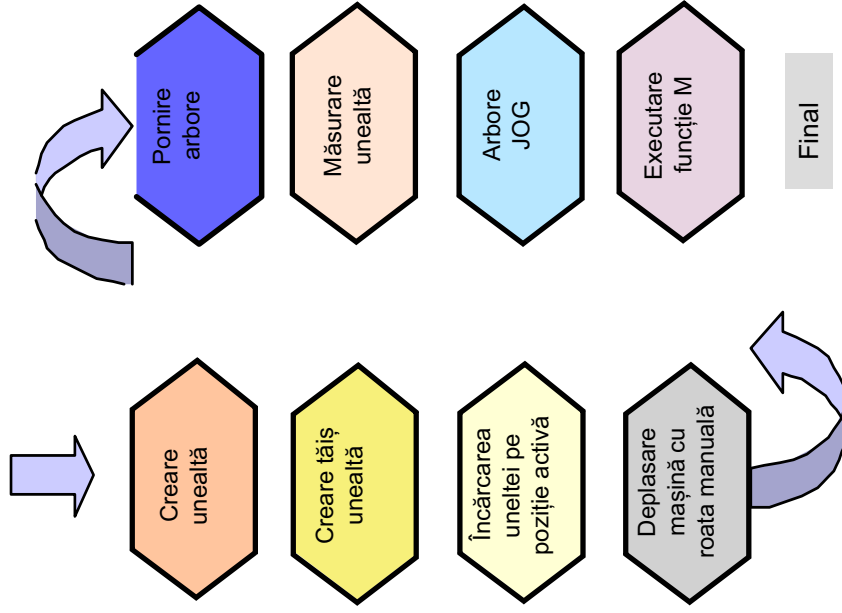 Creare
unealtă
Creare tăiș
unealtă
Încărcarea
uneltei pe
poziție activă
Deplasare
mașină cu
roata manuală
Pornire
arbore
Măsurare
unealtă
Arbore
JOG
Executare
funcție M
Final